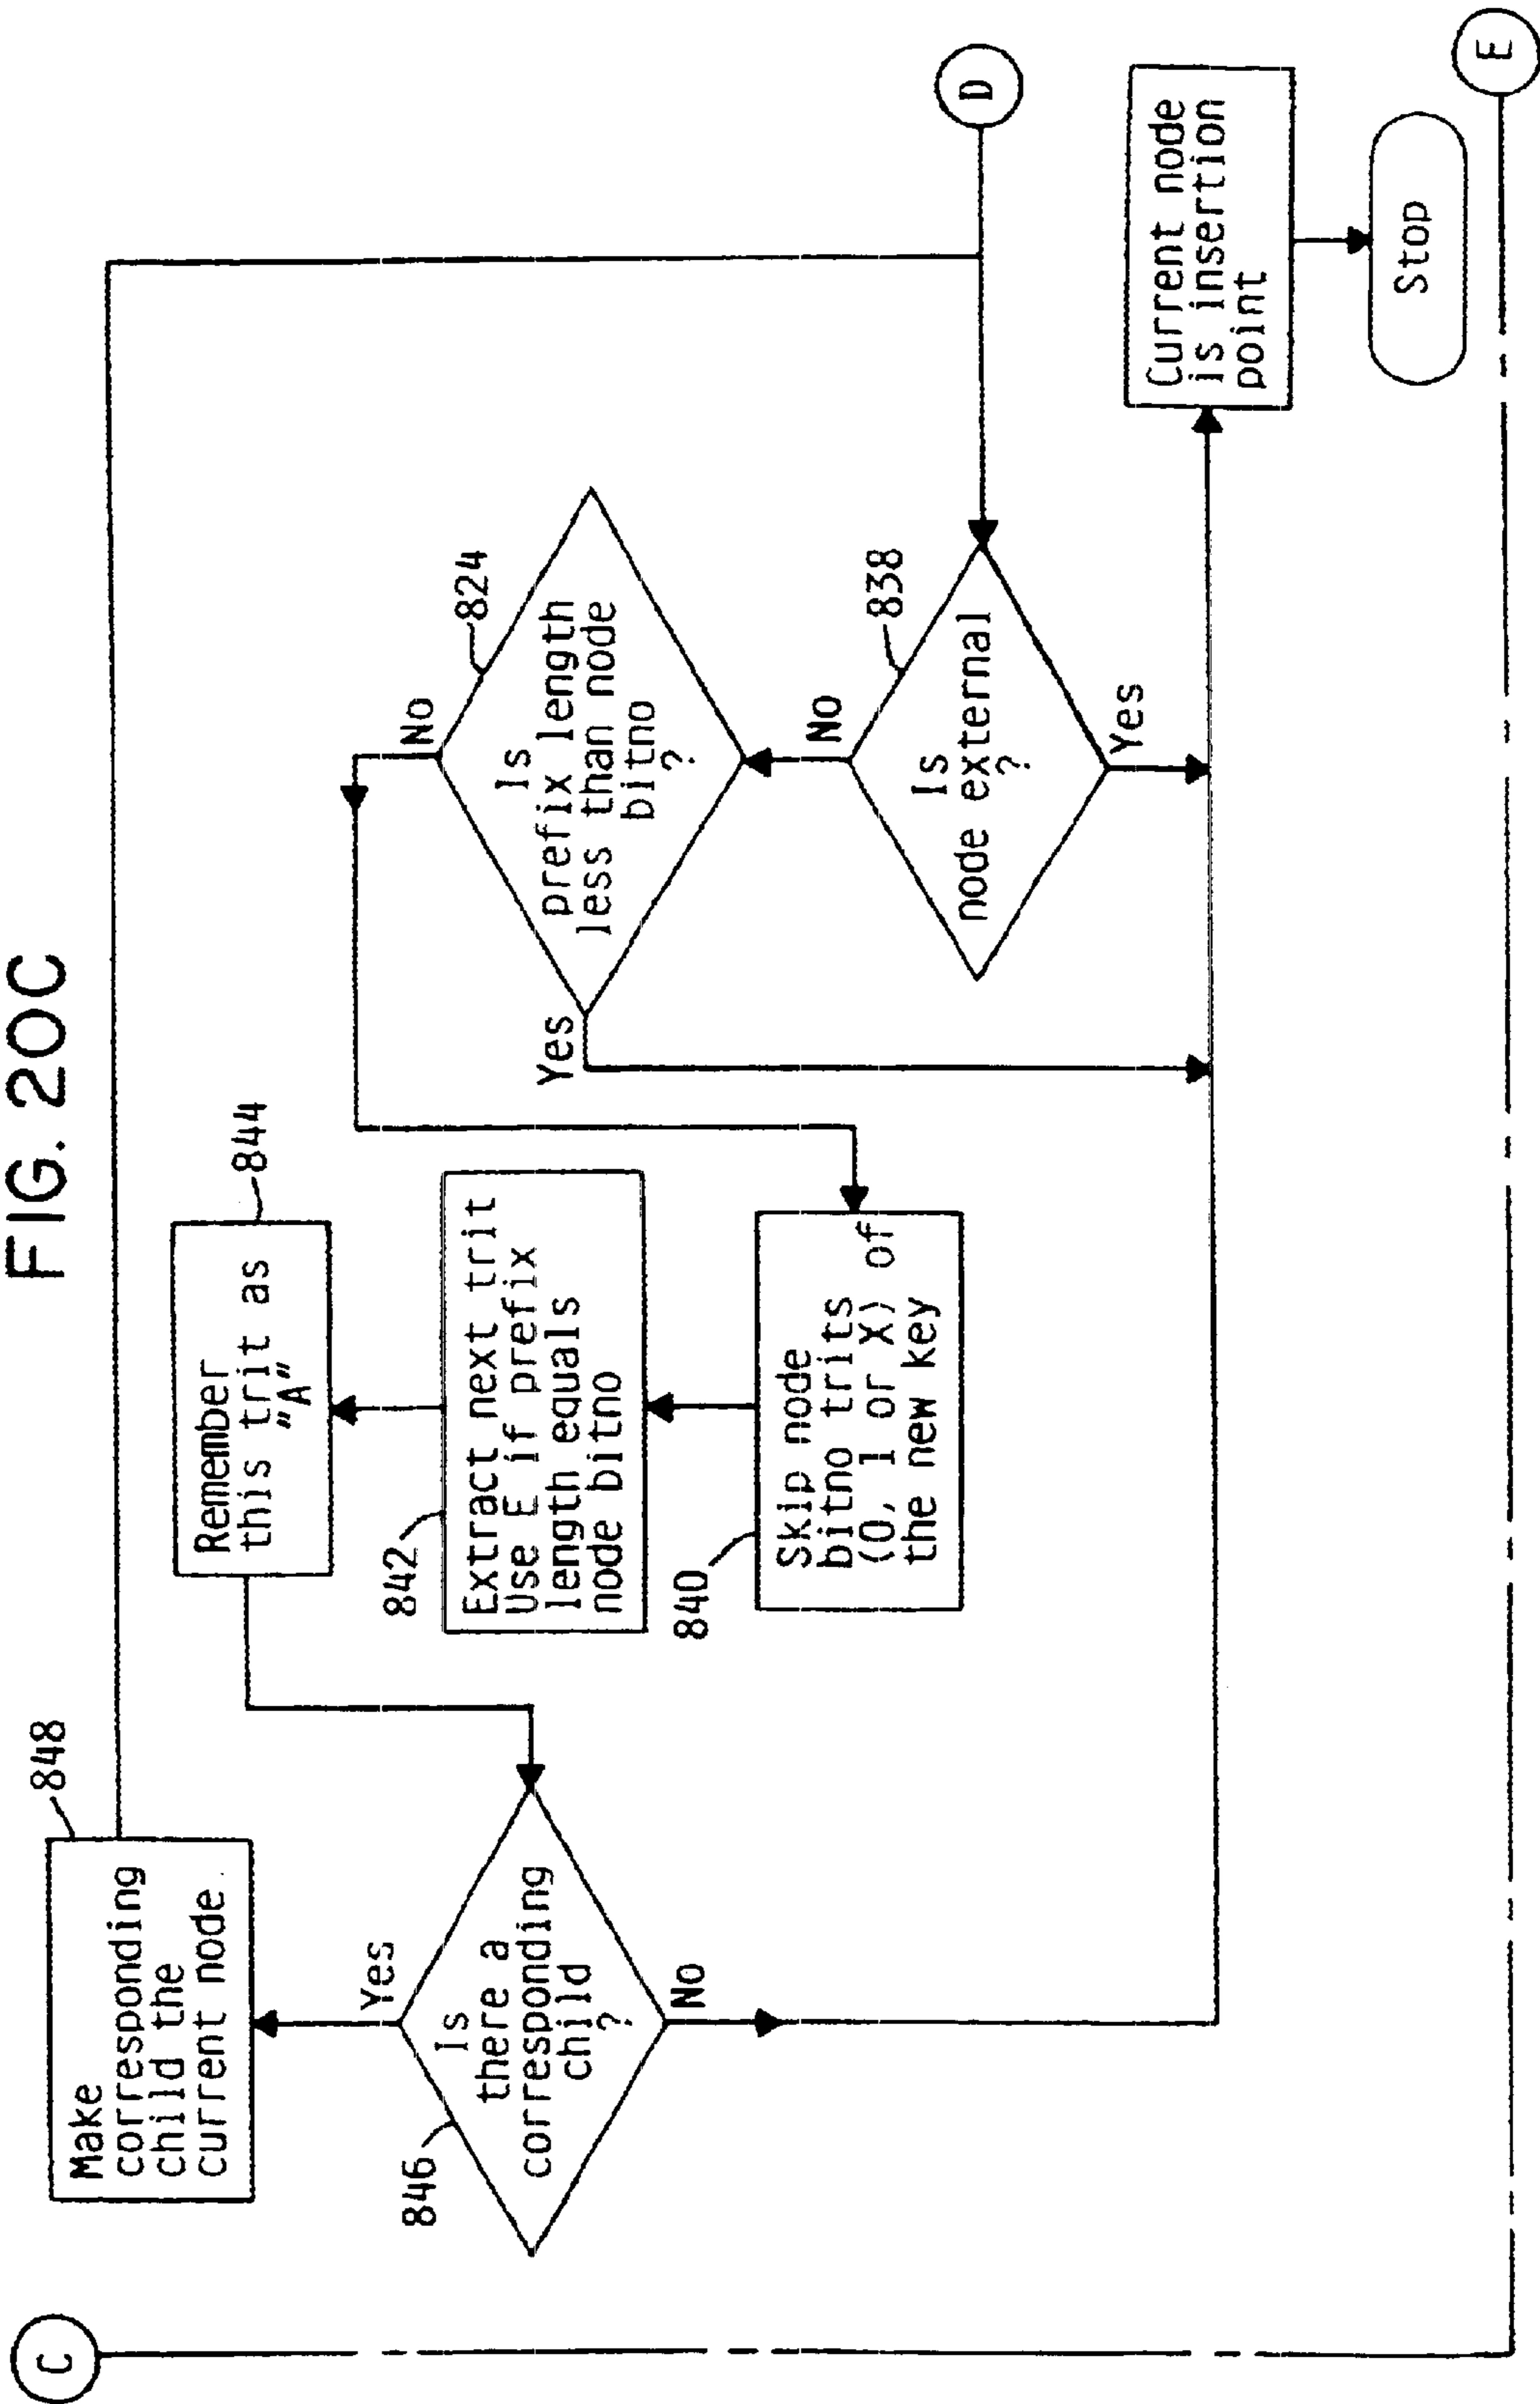 FIG. 20C
C
848
Make
corresponding
child the
current node.
846
Is
there a
corresponding
child
?
Yes
No
Remember
this trit as
"A"
844
842
Extract next trit
Use E if prefix
length equals
node bitno
840
Skip node
bitno trits
(0, 1 or X) of
the new key
824
Is
prefix length
less than node
bitno
?
Yes
No
838
Is
node external
?
No
Yes
D
Current node
is insertion
point
Stop
E